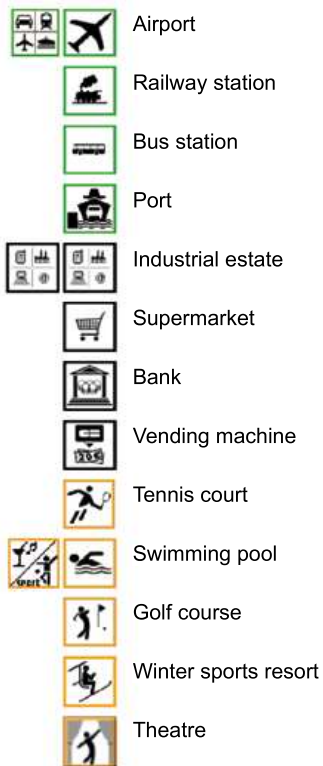 Airport
Railway station
Bus station
Port
Industrial estate
Supermarket
Bank
Vending machine
Tennis court
sport
Swimming pool
Golf course
Winter sports resort
Theatre